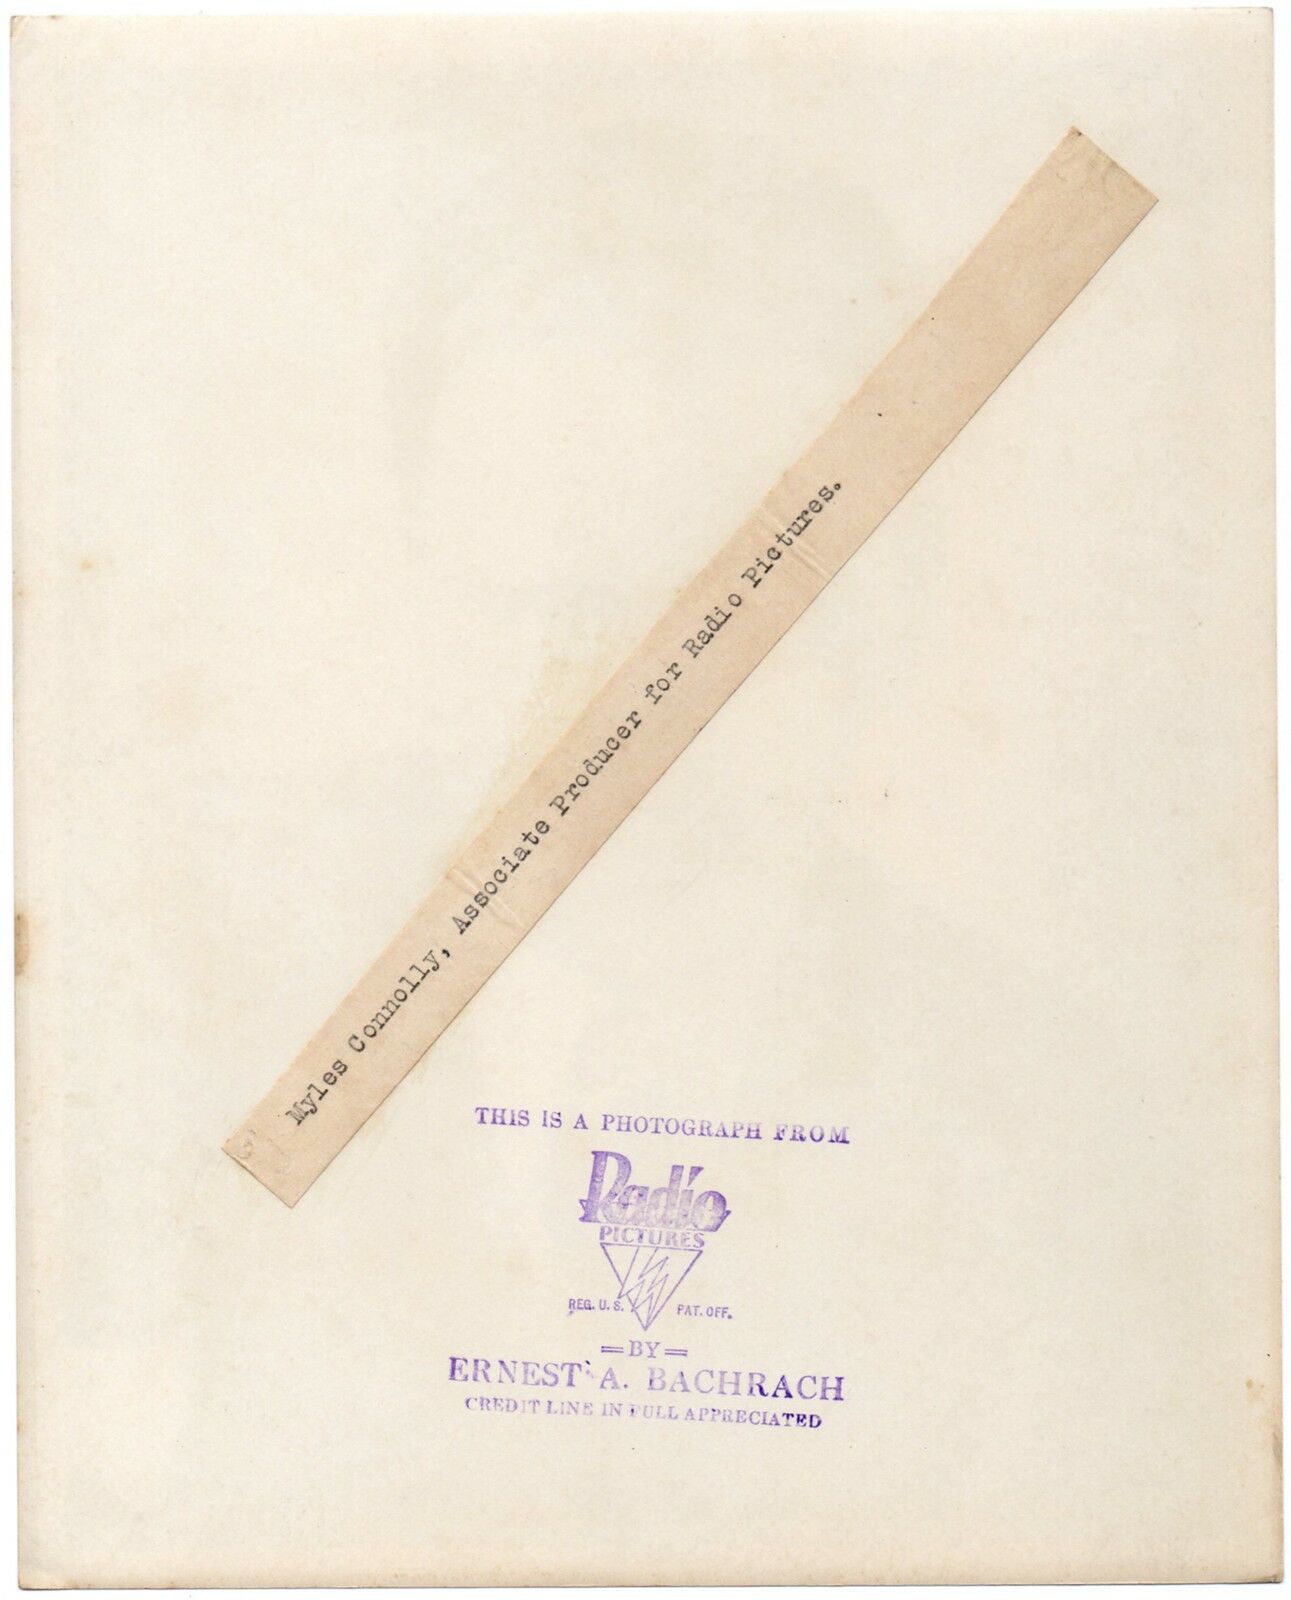 Myles Connolly, Associate Producer for Radio Pictures.
THIS IS A PHOTOGRAPH FROM
Radio
PICTURES
REG. U. S. PAT. OFF.
=BY=
ERNEST A. BACHRACH
CREDIT LINE IN FULL APPRECIATED